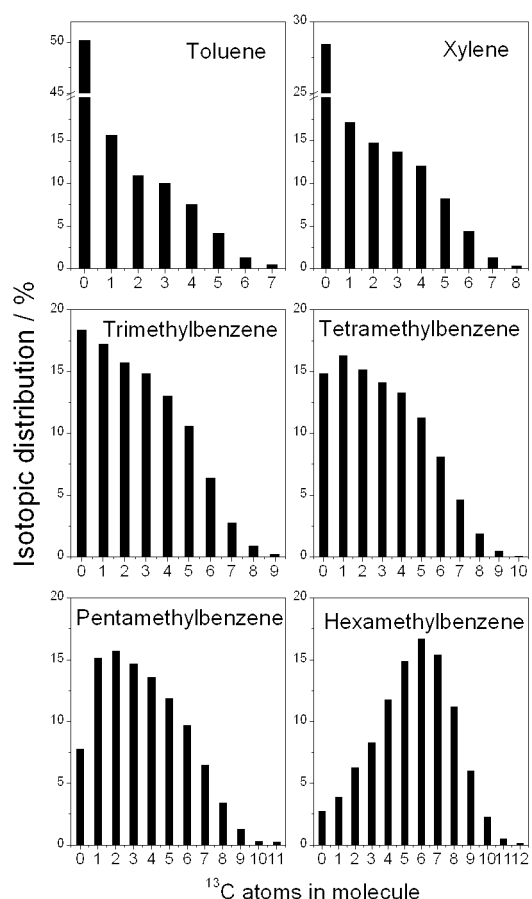 Isotopic distribution / %
Toluene
50
45
15
10
5
0
0 1 2 3 4 5 6 7
Xylene
30
25
15
10
5
0
0 1 2 3 4 5 6 7 8
Trimethylbenzene
20
15
10
5
0
0 1 2 3 4 5 6 7 8 9
Tetramethylbenzene
20
15
10
5
0
0 1 2 3 4 5 6 7 8 9 10
Pentamethylbenzene
20
15
10
5
0
0 1 2 3 4 5 6 7 8 9 10 11
Hexamethylbenzene
20
15
10
5
0
0 1 2 3 4 5 6 7 8 9 10 11 12
¹³C atoms in molecule